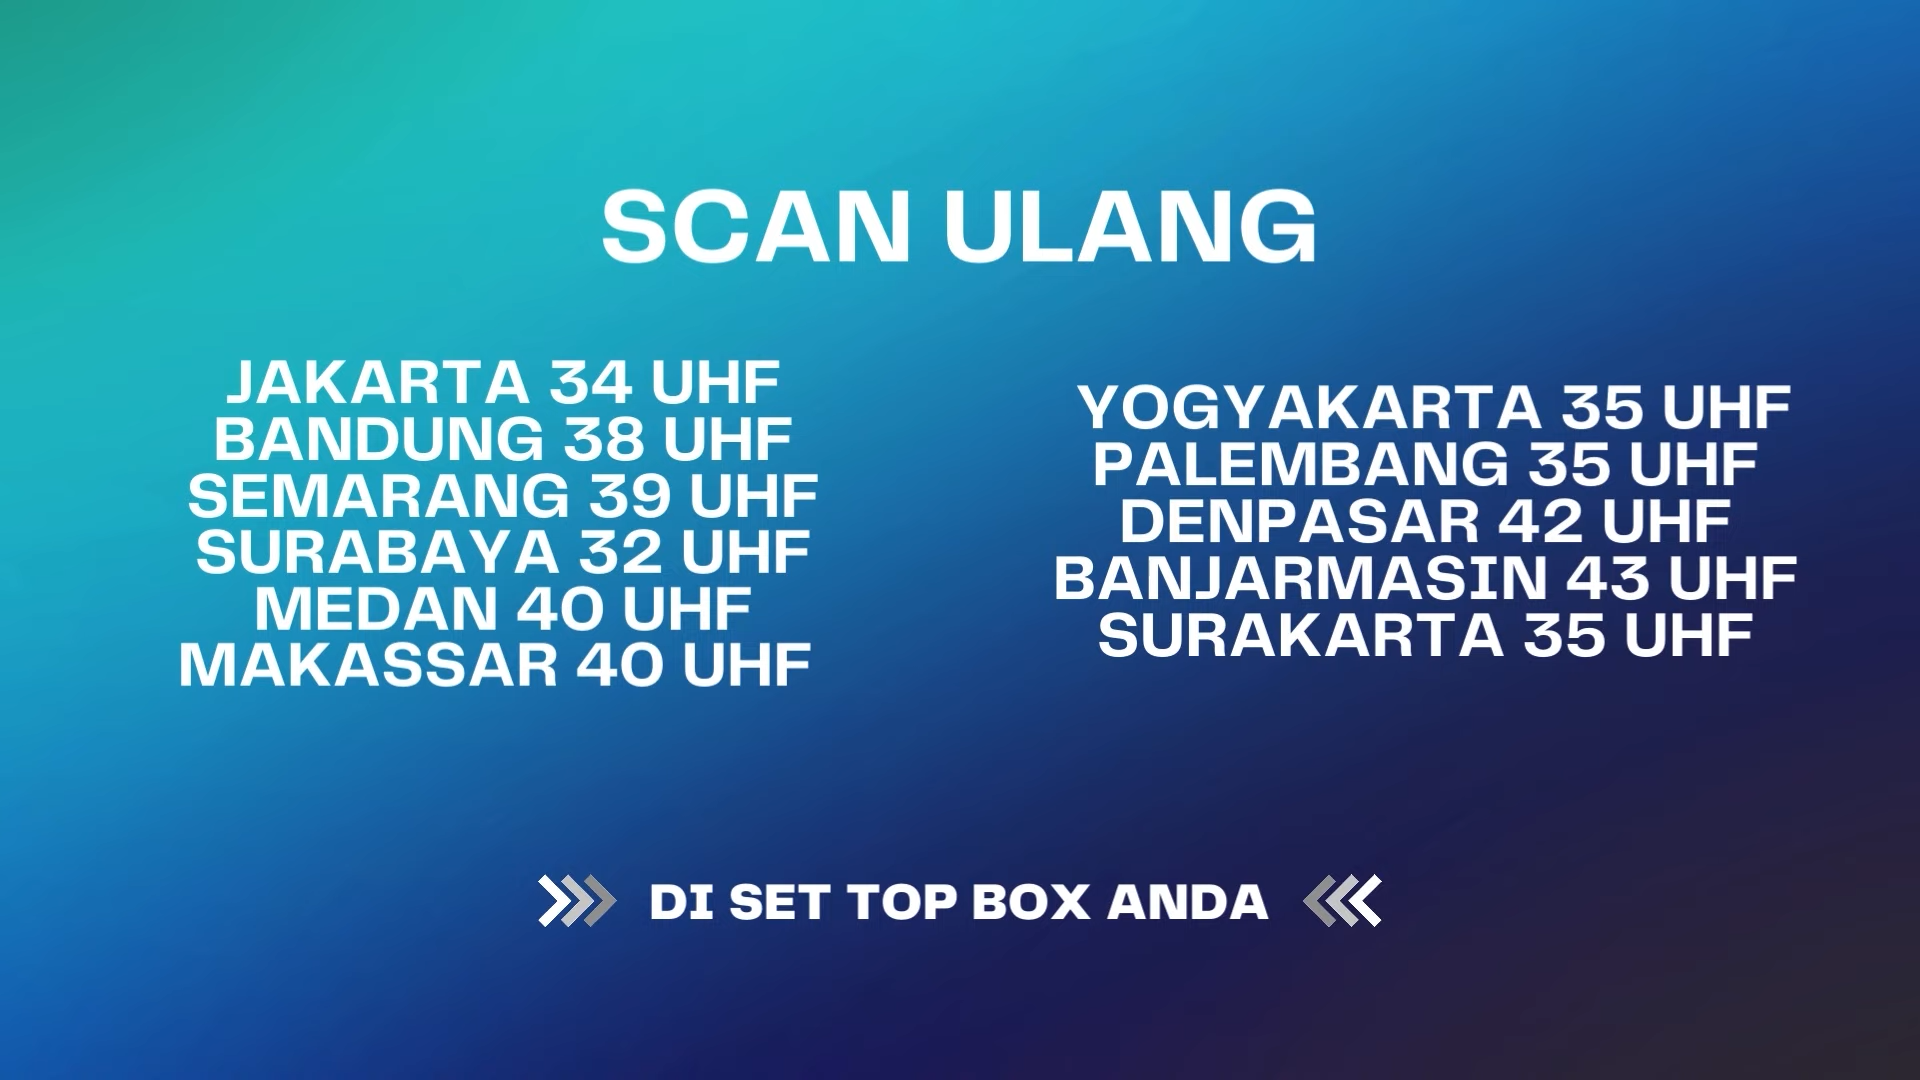 SCAN ULANG
JAKARTA 34 UHF
BANDUNG 38 UHF
SEMARANG 39 UHF
SURABAYA 32 UHF
MEDAN 40 UHF
MAKASSAR 40 UHF
YOGYAKARTA 35 UHF
PALEMBANG 35 UHF
DENPASAR 42 UHF
BANJARMASIN 43 UHF
SURAKARTA 35 UHF
DI SET TOP BOX ANDA